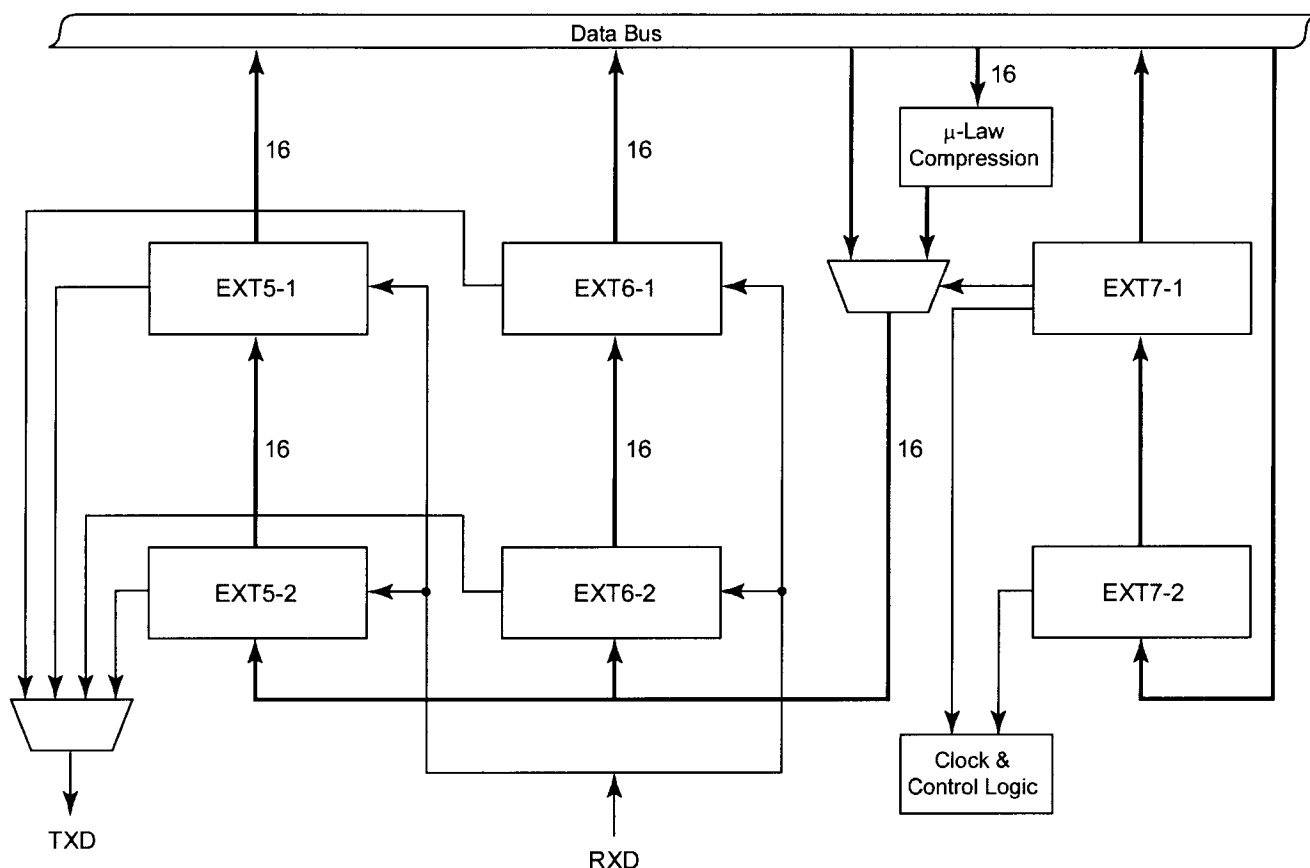 Data Bus
16
μ-Law
Compression
16
16
EXT5-1
EXT6-1
EXT7-1
16
16
16
EXT5-2
EXT6-2
EXT7-2
Clock &
Control Logic
TXD
RXD